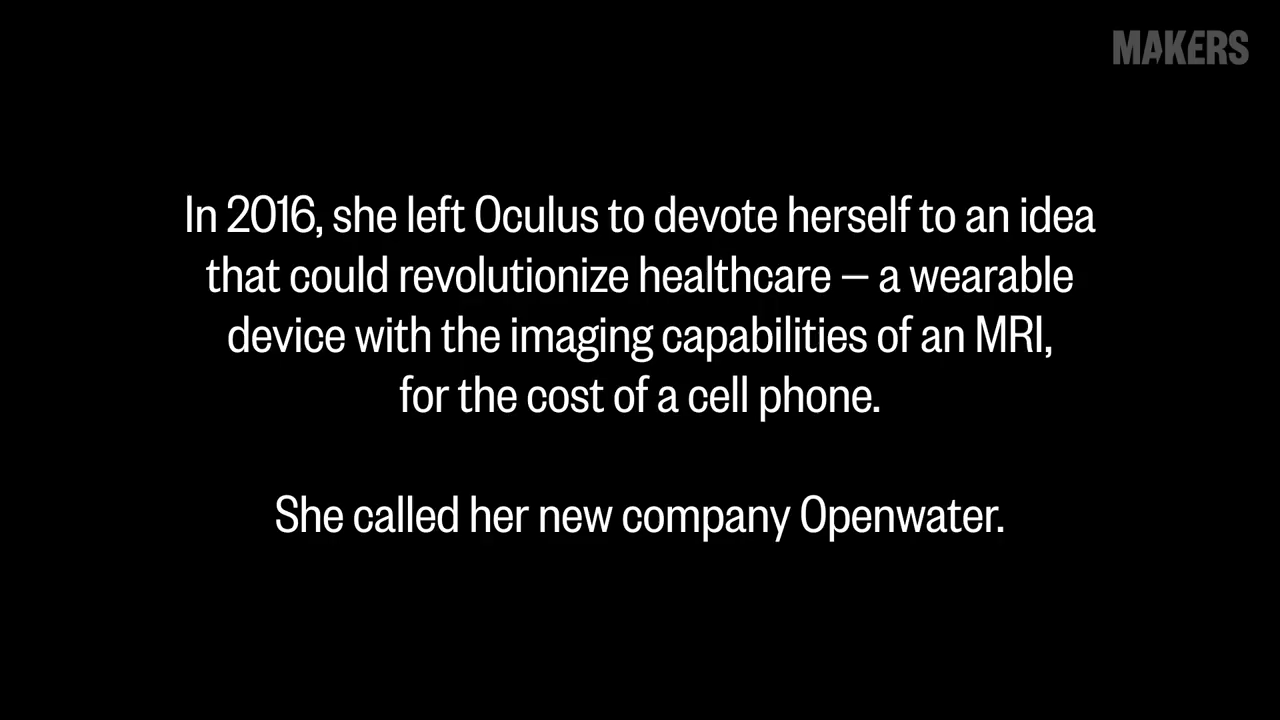 MAKERS
In 2016, she left Oculus to devote herself to an idea
that could revolutionize healthcare – a wearable
device with the imaging capabilities of an MRI,
for the cost of a cell phone.
She called her new company Openwater.